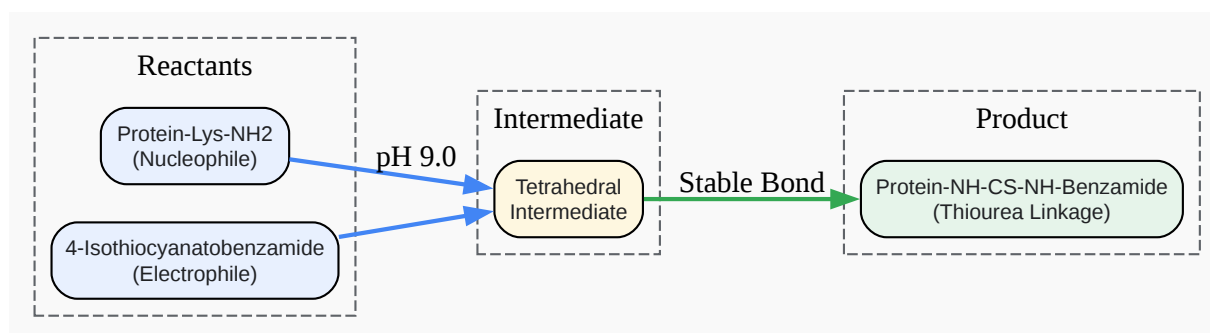 Reactants
Protein-Lys-NH2
(Nucleophile)
4-Isothiocyanatobenzamide
(Electrophile)
pH 9.0
Intermediate
Tetrahedral
Intermediate
Stable Bond
Product
Protein-NH-CS-NH-Benzamide
(Thiourea Linkage)